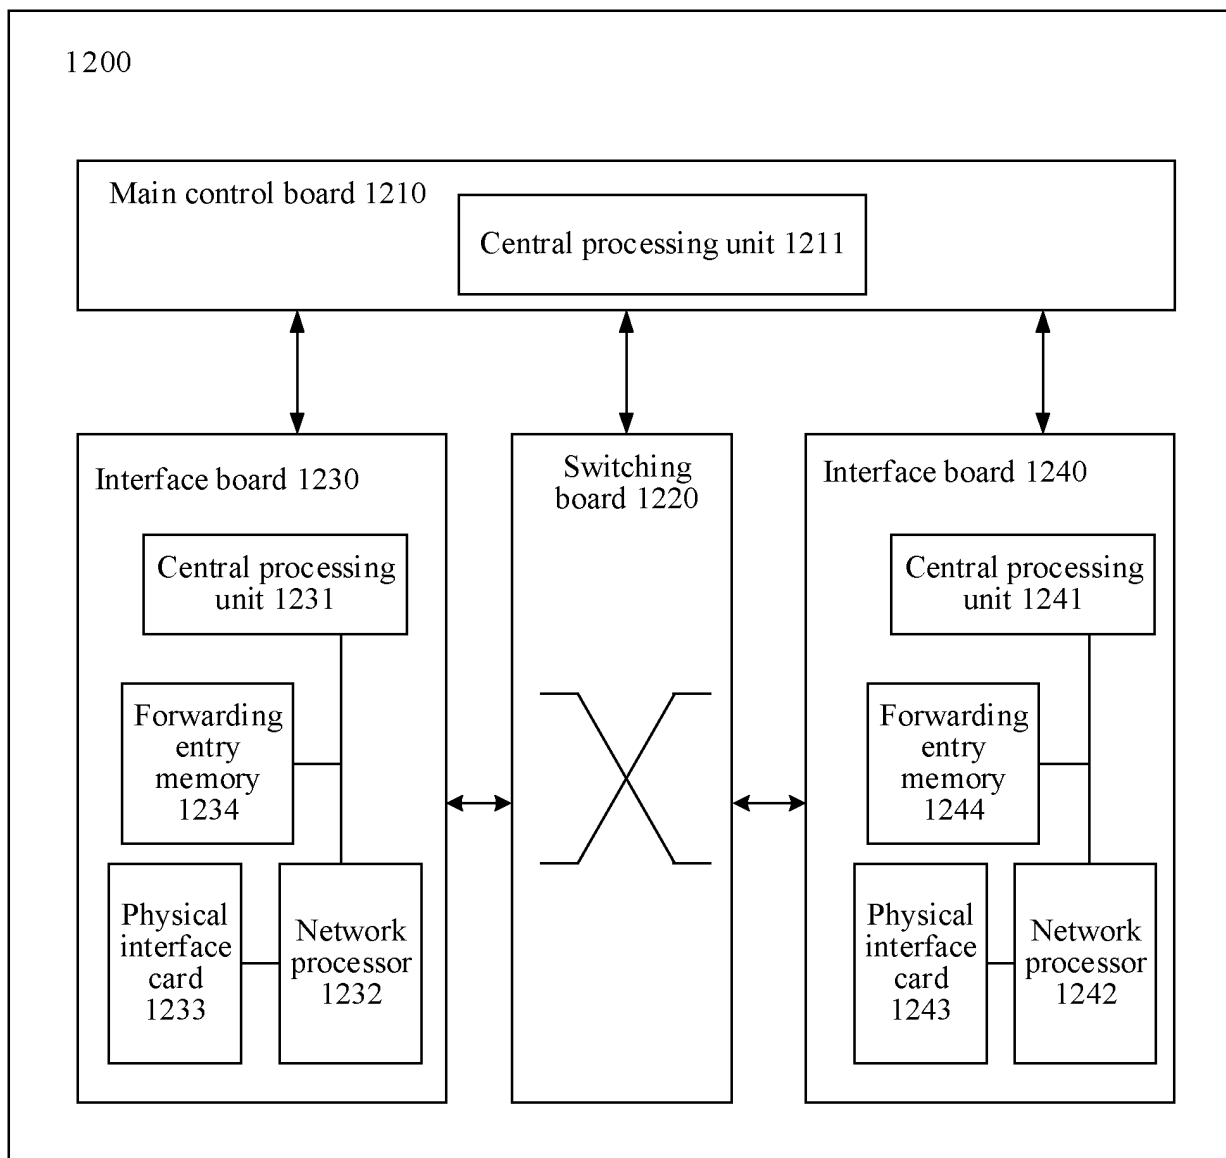 1200
Main control board 1210
Central processing unit 1211
Interface board 1230
Central processing
unit 1231
Forwarding
entry
memory
1234
Physical
interface
card
1233
Network
processor
1232
Switching
board 1220
Interface board 1240
Central processing
unit 1241
Forwarding
entry
memory
1244
Physical
interface
card
1243
Network
processor
1242